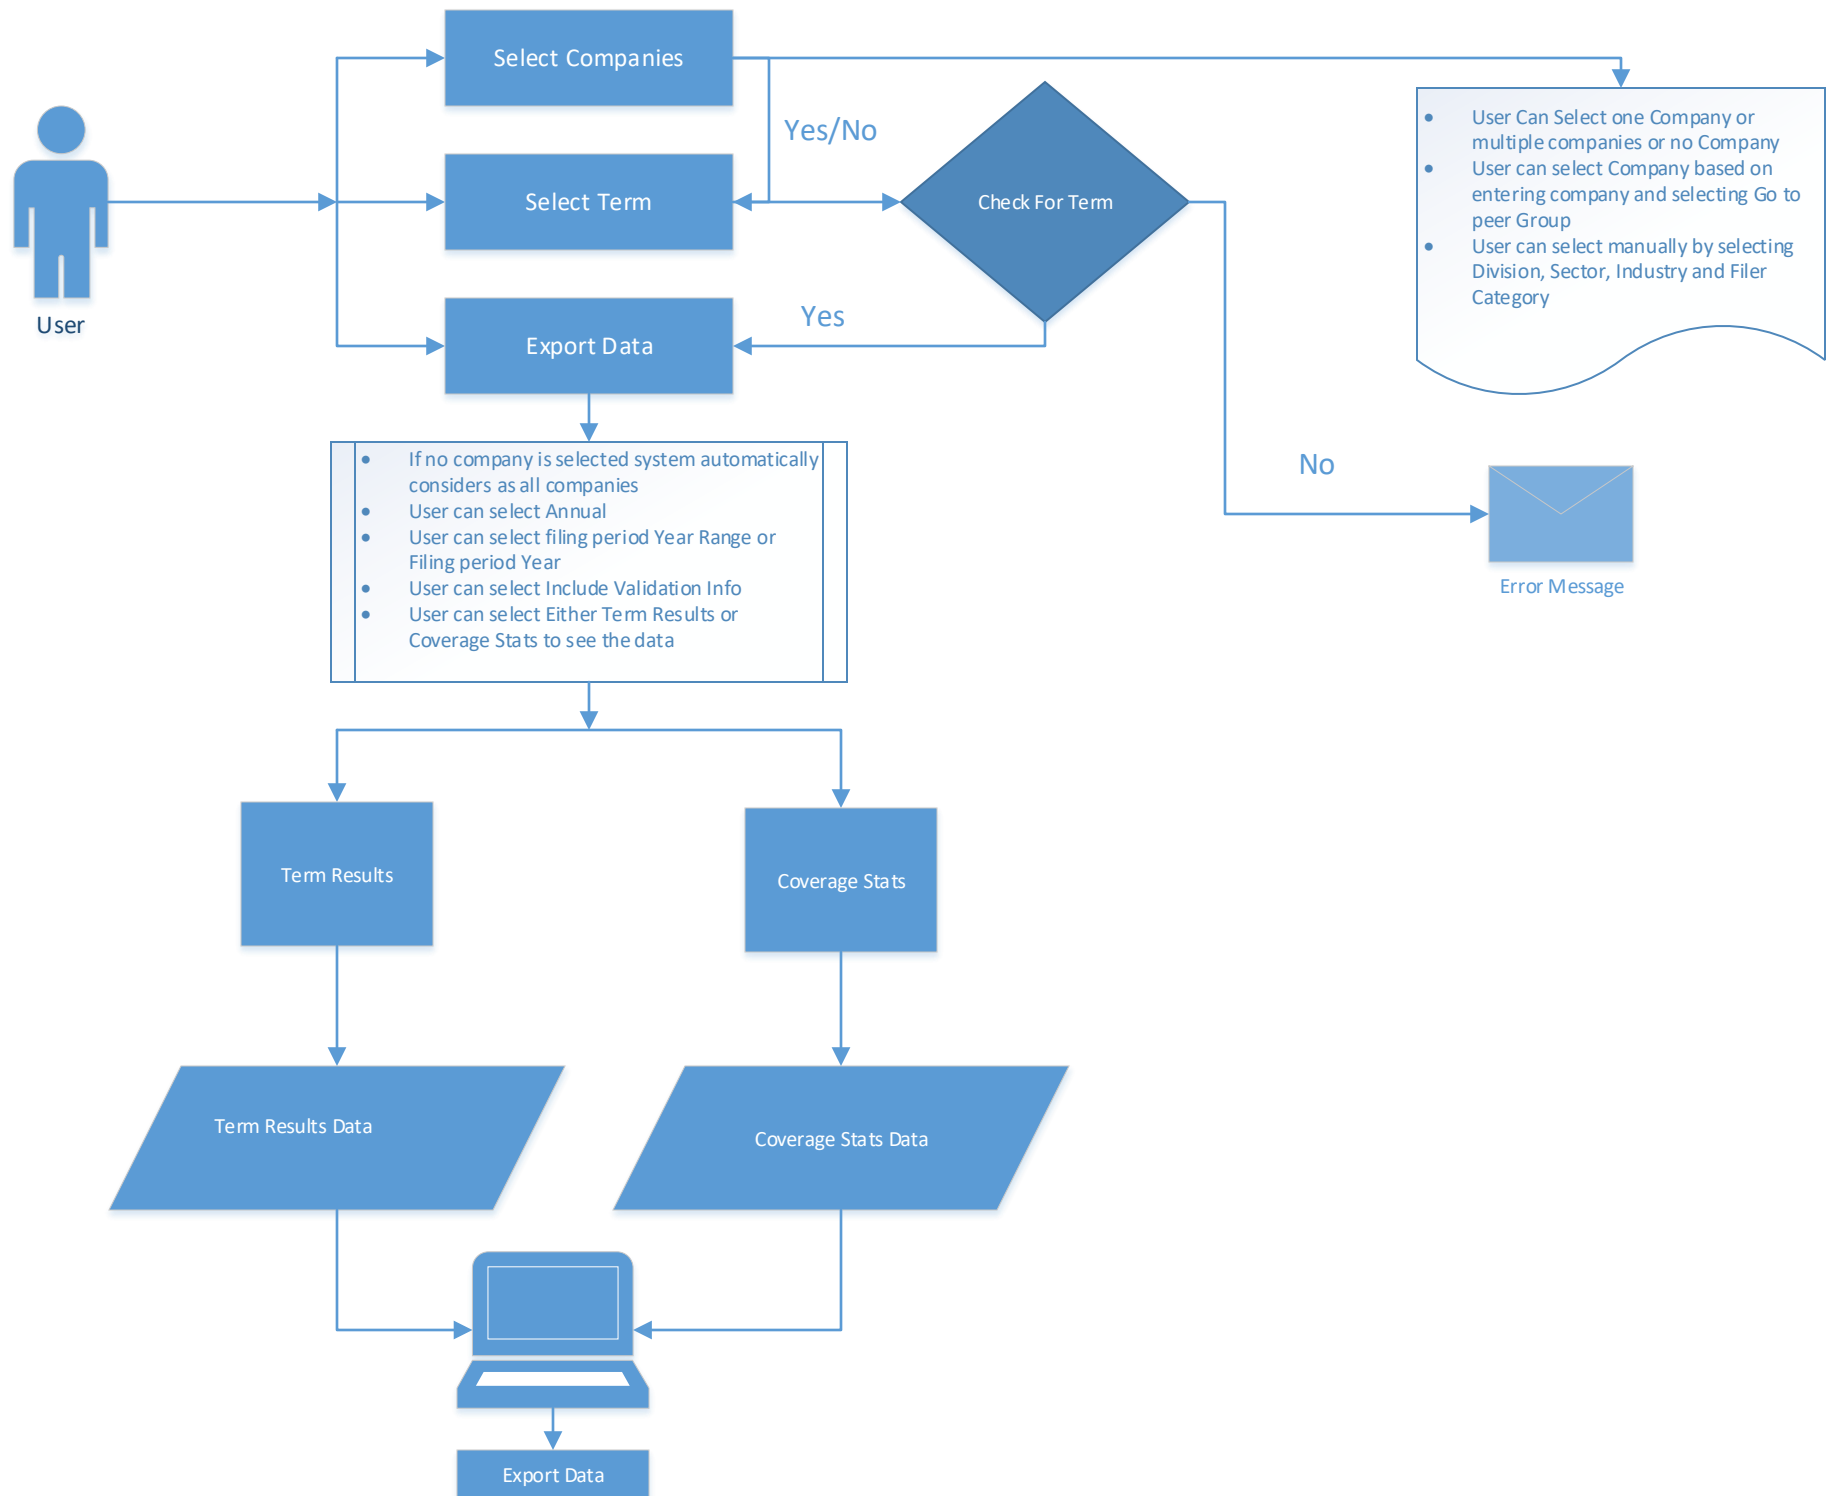 Select Companies
Yes/No
Select Term
Check For Term
• User Can Select one Company or
multiple companies or no Company
• User can select Company based on
entering company and selecting Go to
peer Group
• User can select manually by selecting
Division, Sector, Industry and Filer
Category
User
Yes
Export Data
No
Error Message
• If no company is selected system automatically
considers as all companies
• User can select Annual
• User can select filing period Year Range or
Filing period Year
• User can select Include Validation Info
• User can select Either Term Results or
Coverage Stats to see the data
Term Results
Coverage Stats
Term Results Data
Coverage Stats Data
Export Data